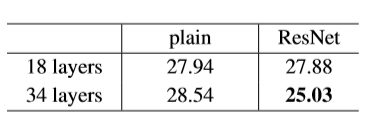 plain ResNet
18 layers 27.94 27.88
34 layers 28.54 25.03